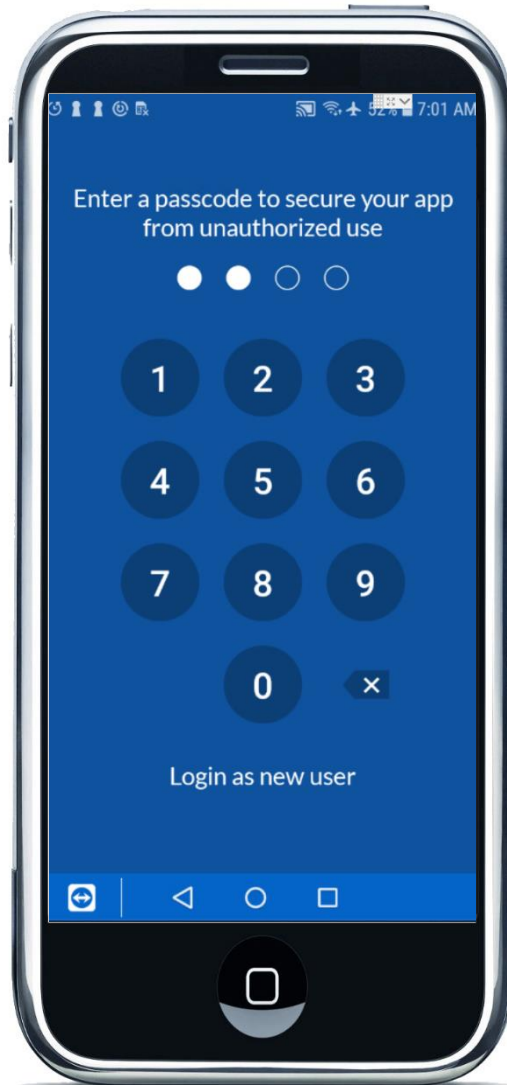 52% 7:01 AM
Enter a passcode to secure your app
from unauthorized use
1 2 3
4 5 6
7 8 9
0
Login as new user